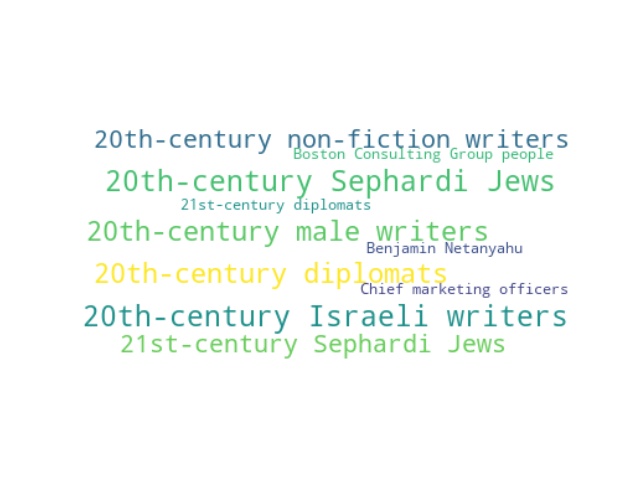 20th-century non-fiction writers
Boston Consulting Group people
20th-century Sephardi Jews
21st-century diplomats
20th-century male writers
Benjamin Netanyahu
20th-century diplomats
Chief marketing officers
20th-century Israeli writers
21st-century Sephardi Jews